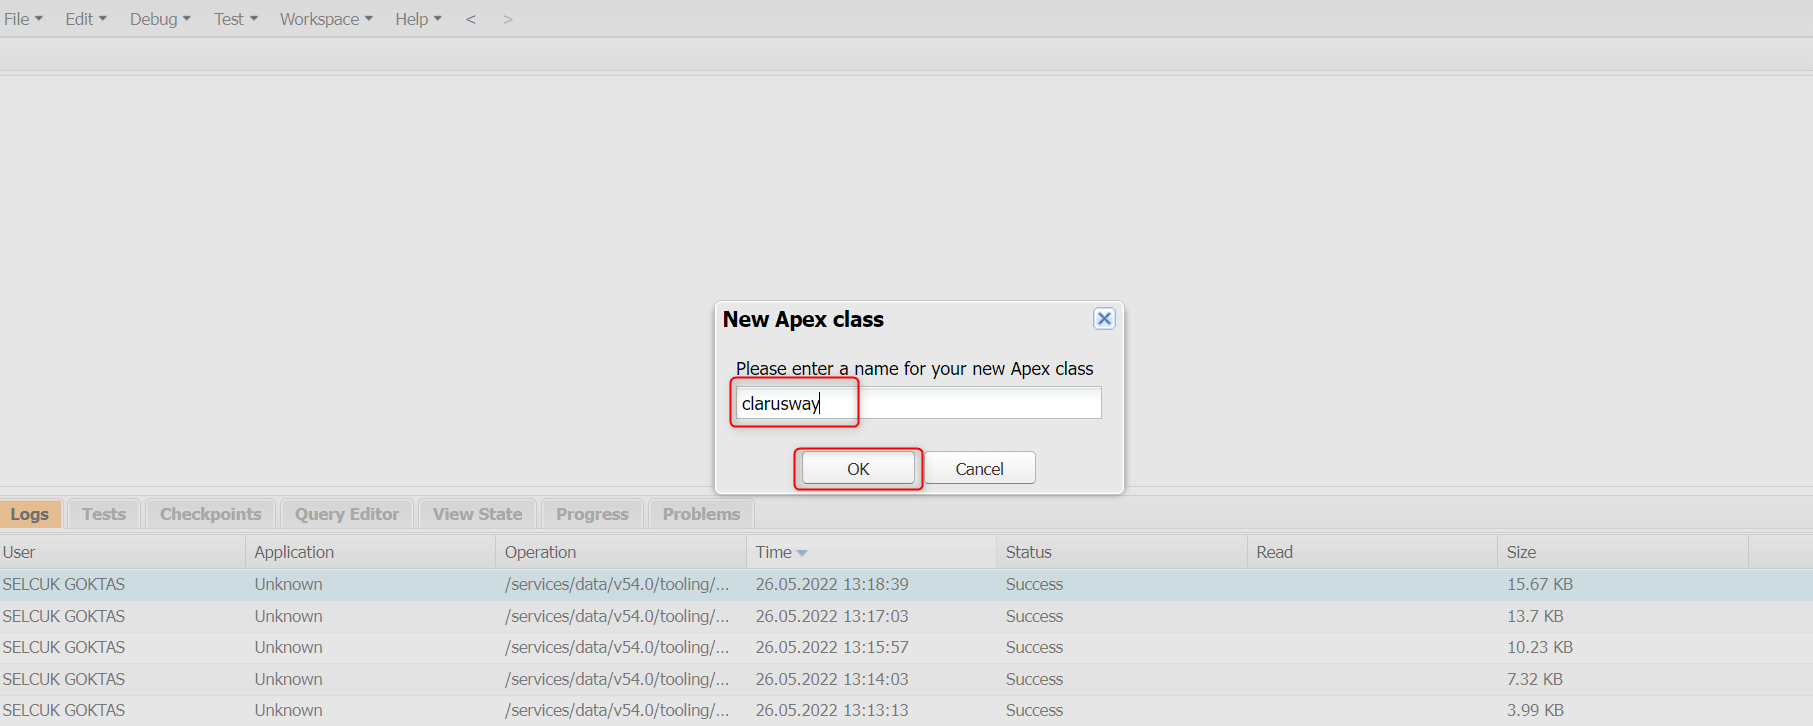 File Edit Debug Test Workspace Help < >
New Apex class
Please enter a name for your new Apex class
clarusway
OK Cancel
Logs Tests Checkpoints Query Editor View State Progress Problems
User Application Operation Time Status Read Size
SELCUK GOKTAS Unknown /services/data/v54.0/tooling/... 26.05.2022 13:18:39 Success 15.67 KB
SELCUK GOKTAS Unknown /services/data/v54.0/tooling/... 26.05.2022 13:17:03 Success 13.7 KB
SELCUK GOKTAS Unknown /services/data/v54.0/tooling/... 26.05.2022 13:15:57 Success 10.23 KB
SELCUK GOKTAS Unknown /services/data/v54.0/tooling/... 26.05.2022 13:14:03 Success 7.32 KB
SELCUK GOKTAS Unknown /services/data/v54.0/tooling/... 26.05.2022 13:13:13 Success 3.99 KB